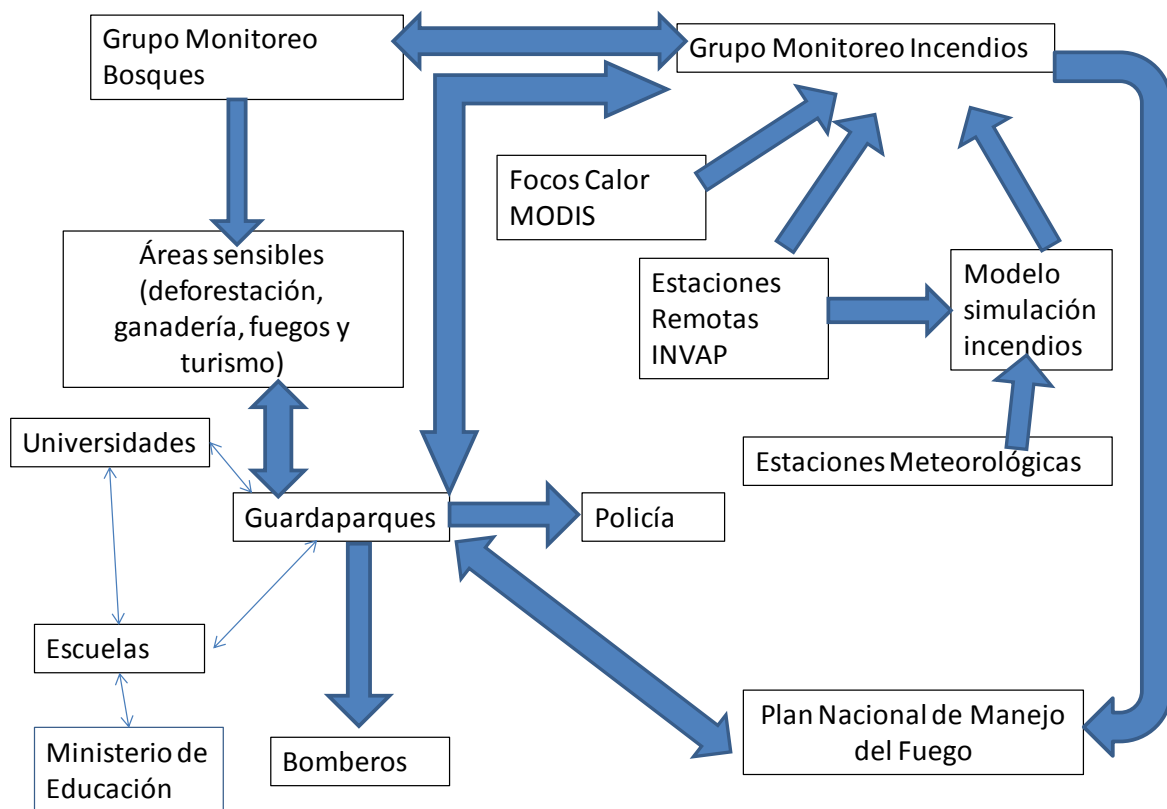 Grupo Monitoreo
Bosques
Grupo Monitoreo Incendios
Focos Calor
MODIS
Áreas sensibles
(deforestación,
ganadería, fuegos y
turismo)
Estaciones
Remotas
INVAP
Modelo
simulación
incendios
Universidades
Estaciones Meteorológicas
Guardaparques
Policía
Escuelas
Plan Nacional de Manejo
del Fuego
Ministerio de
Educación
Bomberos